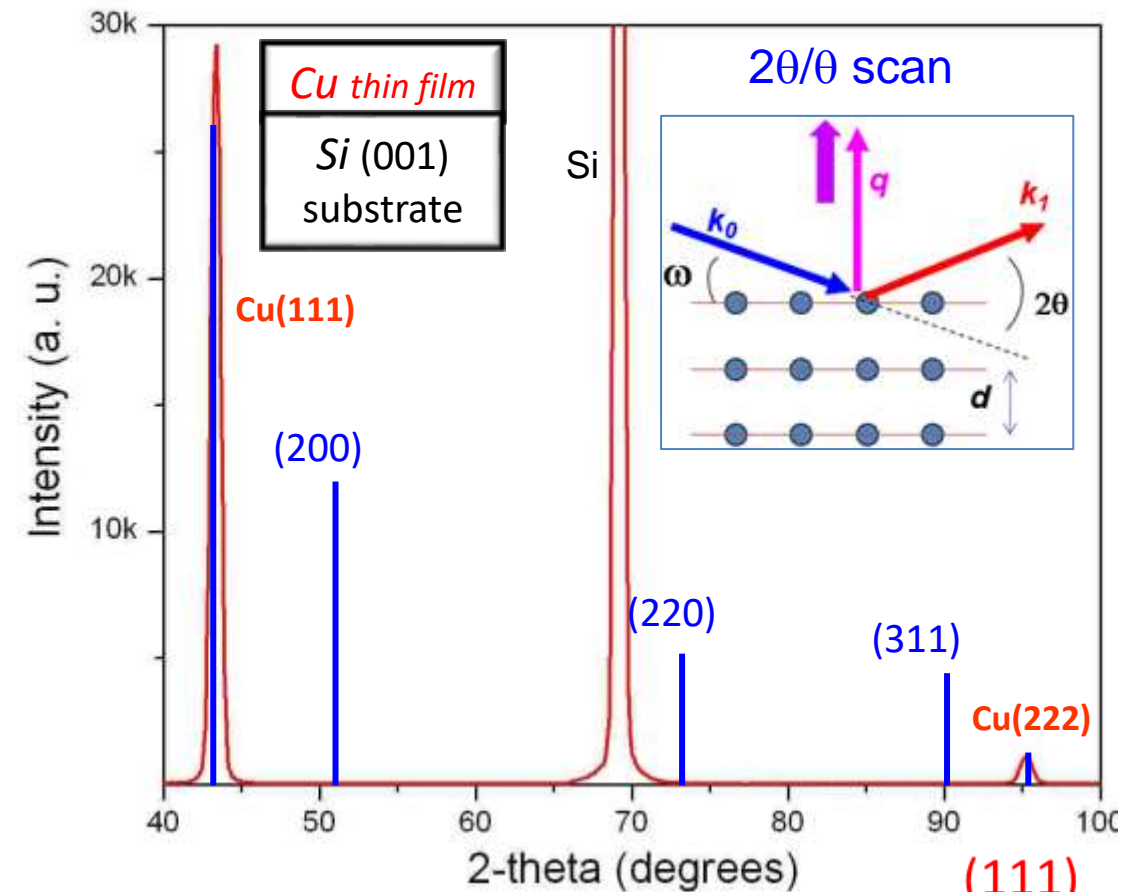 30k
20k
10k
Intensity (a. u.)
Cu thin film
Si (001)
substrate
Si
2θ/θ scan
q
k0
k1
ω
2θ
d
Cu(111)
(200)
(220)
(311)
Cu(222)
40 50 60 70 80 90 100
2-theta (degrees)
(111)